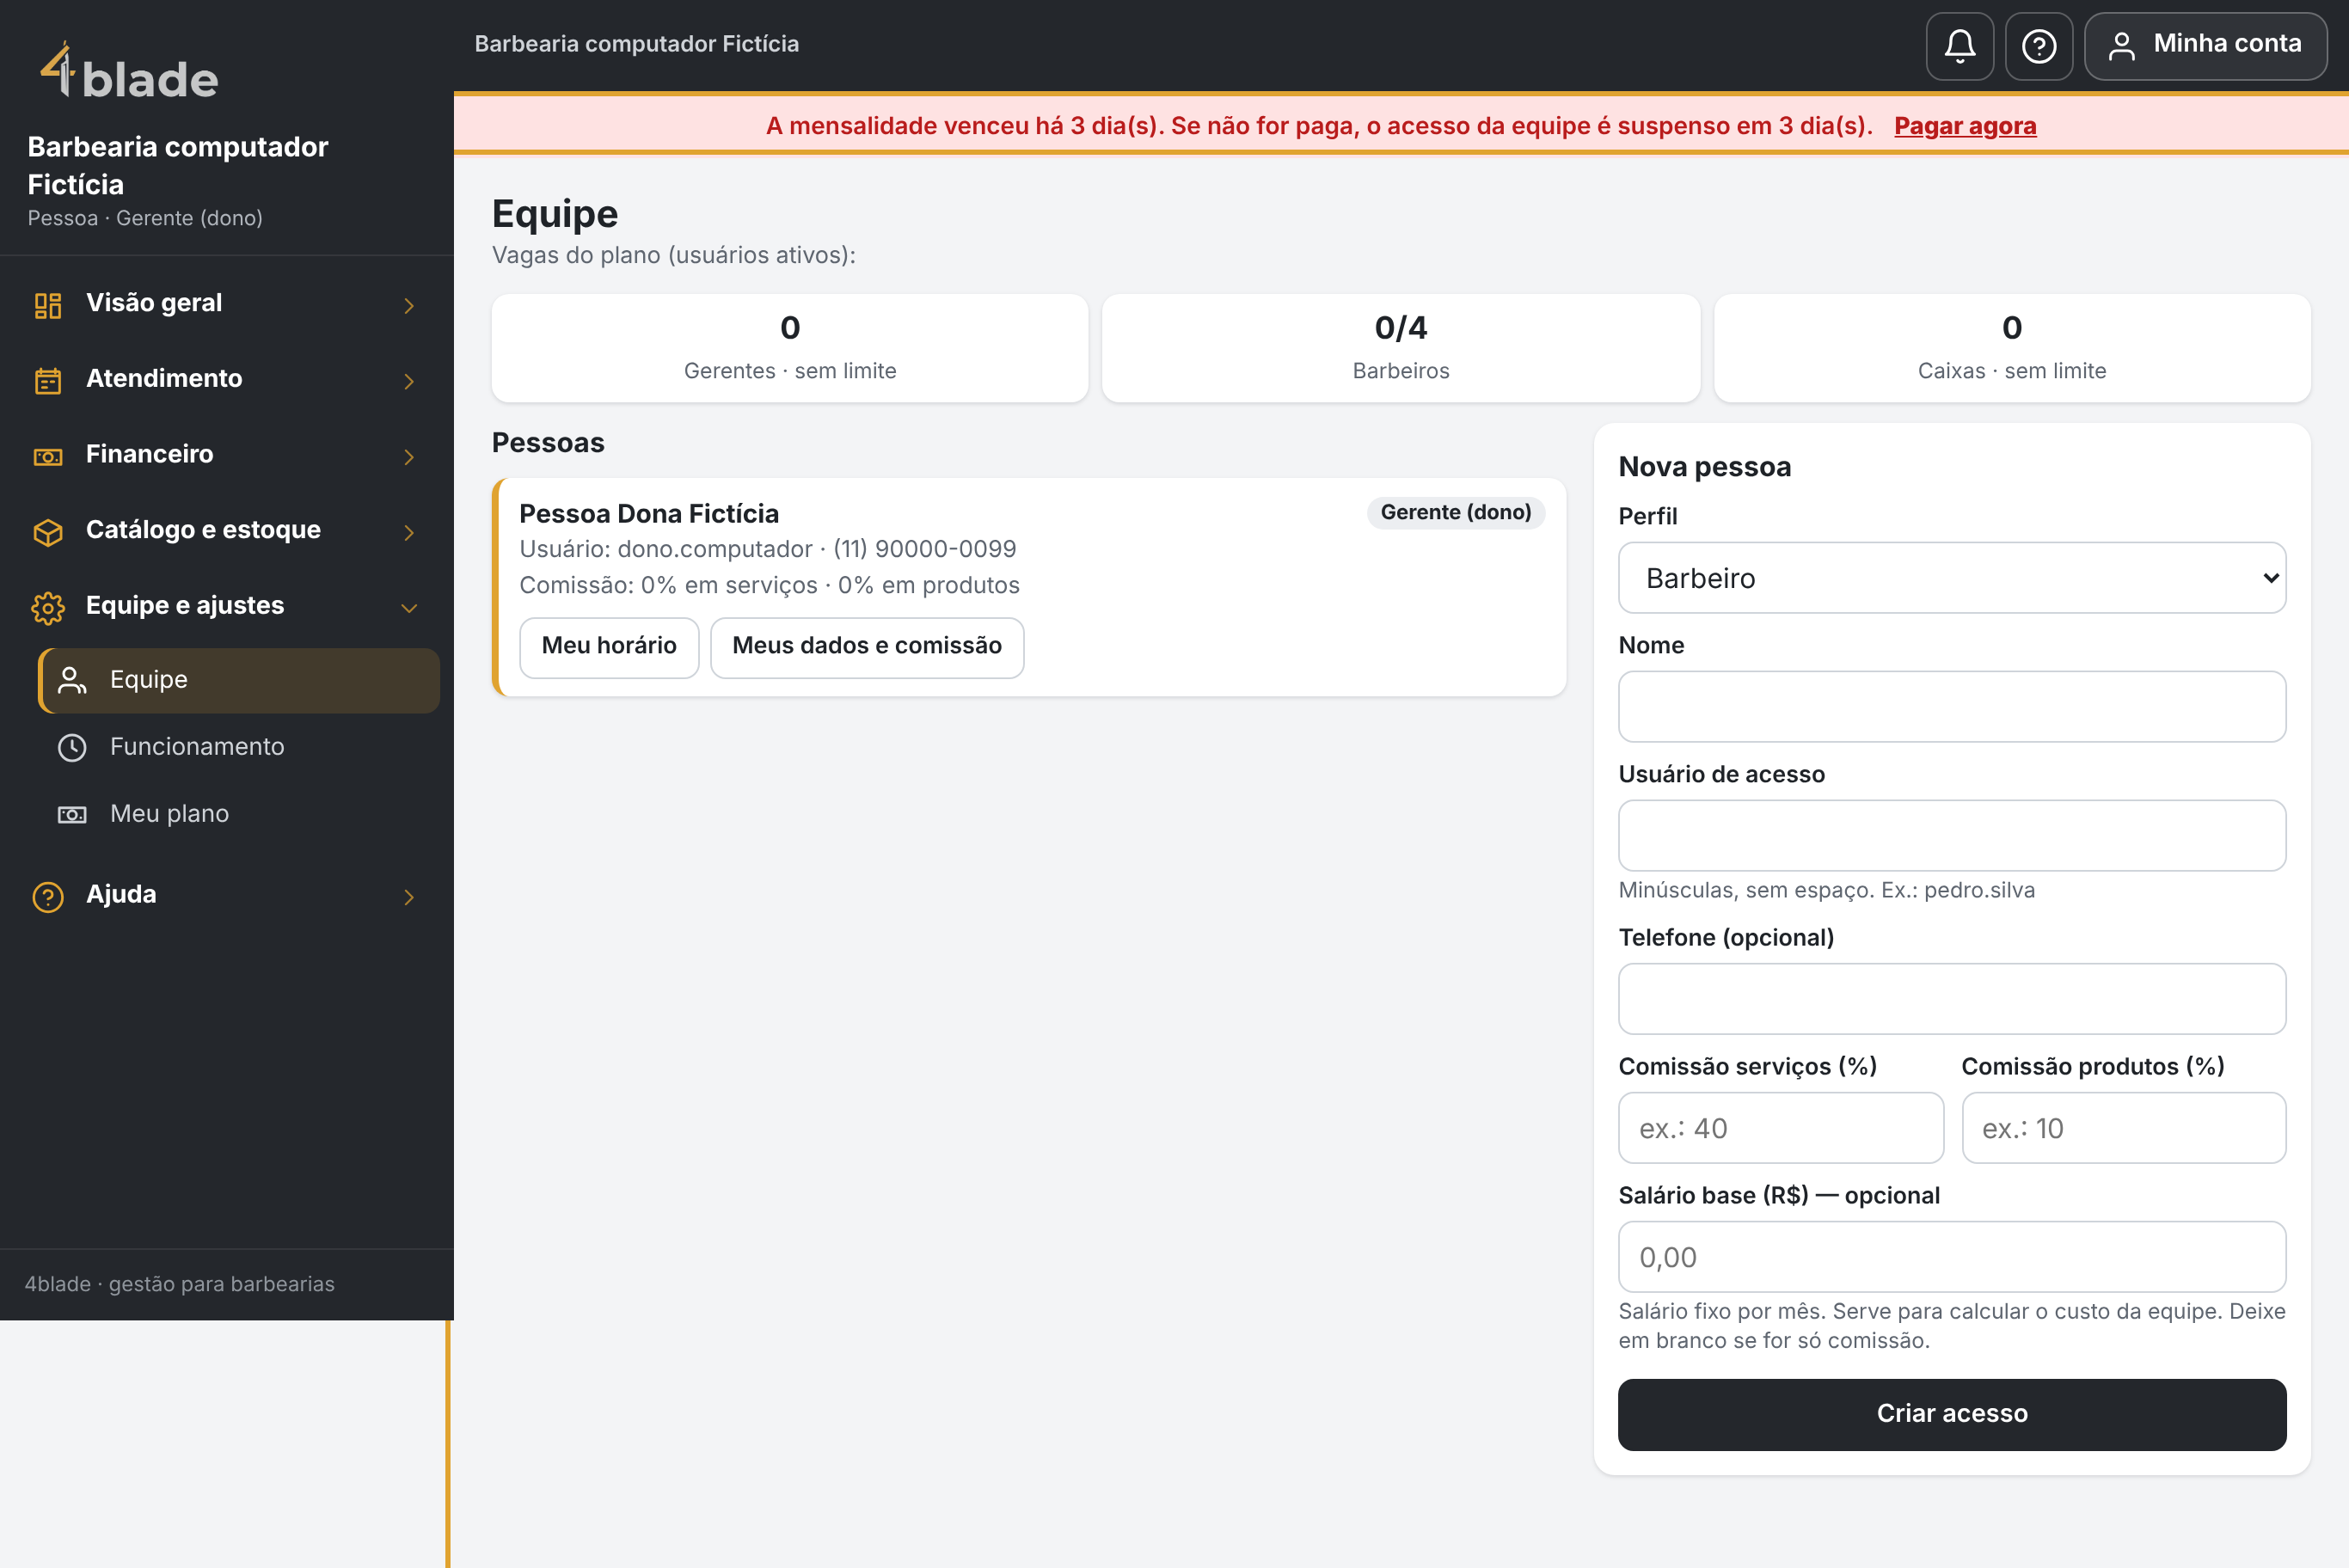 4blade
Barbearia computador
Fictícia
Pessoa · Gerente (dono)
Visão geral
Atendimento
Financeiro
Catálogo e estoque
Equipe e ajustes
Equipe
Funcionamento
Meu plano
Ajuda
4blade · gestão para barbearias
Barbearia computador Fictícia
Minha conta
A mensalidade venceu há 3 dia(s). Se não for paga, o acesso da equipe é suspenso em 3 dia(s). Pagar agora
Equipe
Vagas do plano (usuários ativos):
0
Gerentes · sem limite
0/4
Barbeiros
0
Caixas · sem limite
Pessoas
Pessoa Dona Fictícia
Gerente (dono)
Usuário: dono.computador · (11) 90000-0099
Comissão: 0% em serviços · 0% em produtos
Meu horário
Meus dados e comissão
Nova pessoa
Perfil
Barbeiro
Nome
Usuário de acesso
Minúsculas, sem espaço. Ex.: pedro.silva
Telefone (opcional)
Comissão serviços (%)
Comissão produtos (%)
ex.: 40
ex.: 10
Salário base (R$) — opcional
0,00
Salário fixo por mês. Serve para calcular o custo da equipe. Deixe
em branco se for só comissão.
Criar acesso